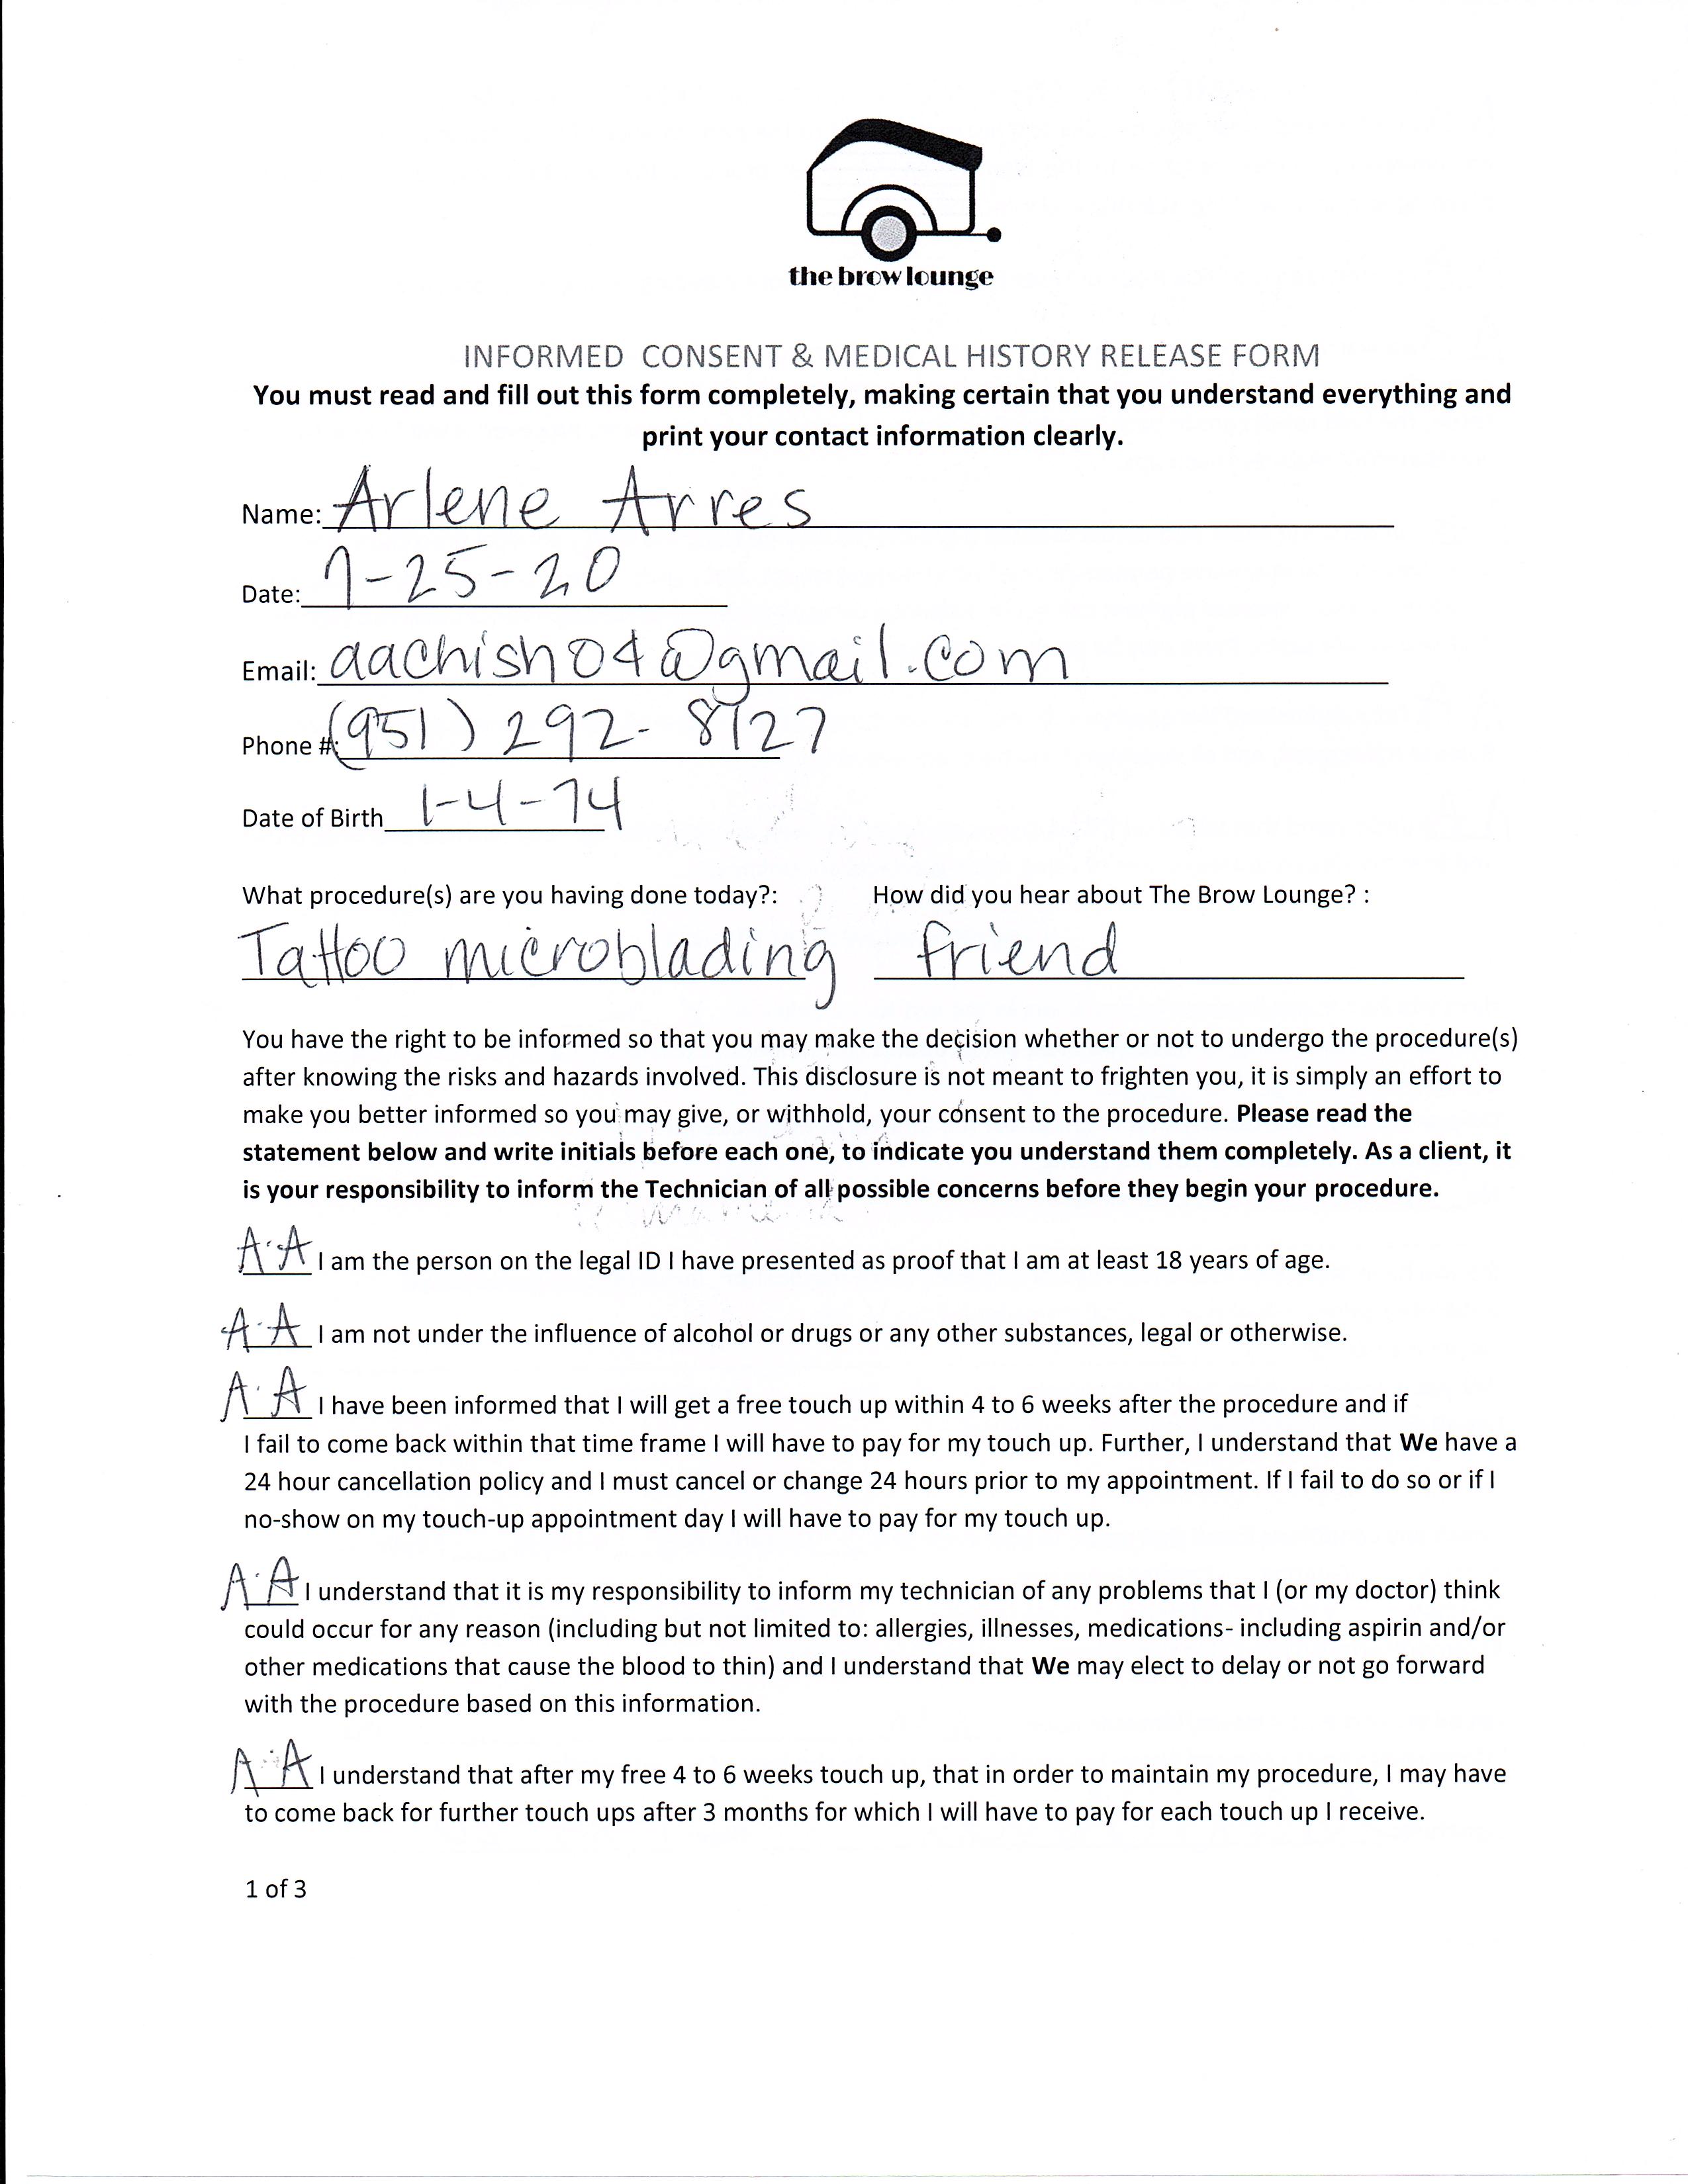 the brow lounge
INFORMED CONSENT & MEDICAL HISTORY RELEASE FORM
You must read and fill out this form completely, making certain that you understand everything and
print your contact information clearly.
Name: Arlene Arres
Date: 7-25-20
Email: aachish04@gmail.com
Phone #: (951) 292-8127
Date of Birth 1-4-74
What procedure(s) are you having done today?: How did you hear about The Brow Lounge? :
Tattoo microblading friend
You have the right to be informed so that you may make the decision whether or not to undergo the procedure(s)
after knowing the risks and hazards involved. This disclosure is not meant to frighten you, it is simply an effort to
make you better informed so you may give, or withhold, your consent to the procedure. Please read the
statement below and write initials before each one, to indicate you understand them completely. As a client, it
is your responsibility to inform the Technician of all possible concerns before they begin your procedure.
A.A I am the person on the legal ID I have presented as proof that I am at least 18 years of age.
A.A I am not under the influence of alcohol or drugs or any other substances, legal or otherwise.
A.A I have been informed that I will get a free touch up within 4 to 6 weeks after the procedure and if
I fail to come back within that time frame I will have to pay for my touch up. Further, I understand that We have a
24 hour cancellation policy and I must cancel or change 24 hours prior to my appointment. If I fail to do so or if I
no-show on my touch-up appointment day I will have to pay for my touch up.
A.A I understand that it is my responsibility to inform my technician of any problems that I (or my doctor) think
could occur for any reason (including but not limited to: allergies, illnesses, medications- including aspirin and/or
other medications that cause the blood to thin) and I understand that We may elect to delay or not go forward
with the procedure based on this information.
A.A I understand that after my free 4 to 6 weeks touch up, that in order to maintain my procedure, I may have
to come back for further touch ups after 3 months for which I will have to pay for each touch up I receive.
1 of 3